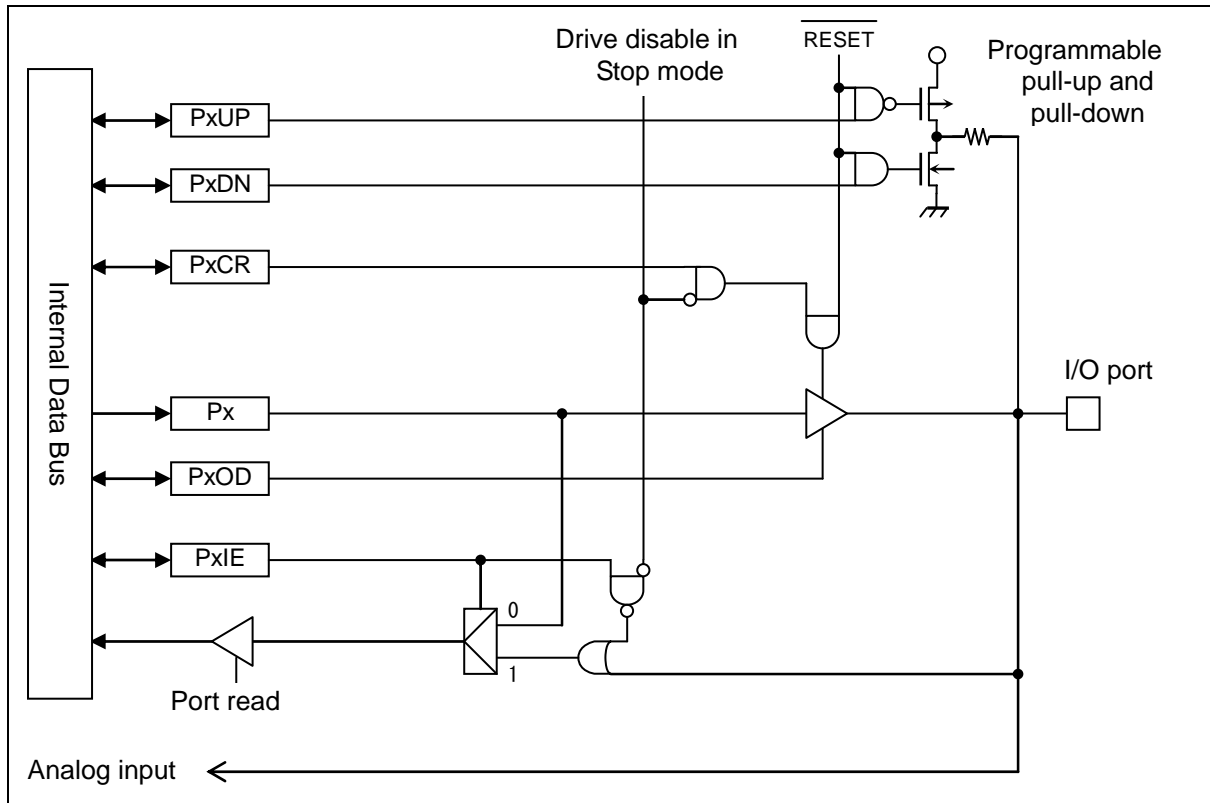 Drive disable in
Stop mode
RESET
Programmable
pull-up and
pull-down
PxUP
PxDN
PxCR
Internal Data Bus
I/O port
Px
PxOD
PxIE
0
1
Port read
Analog input